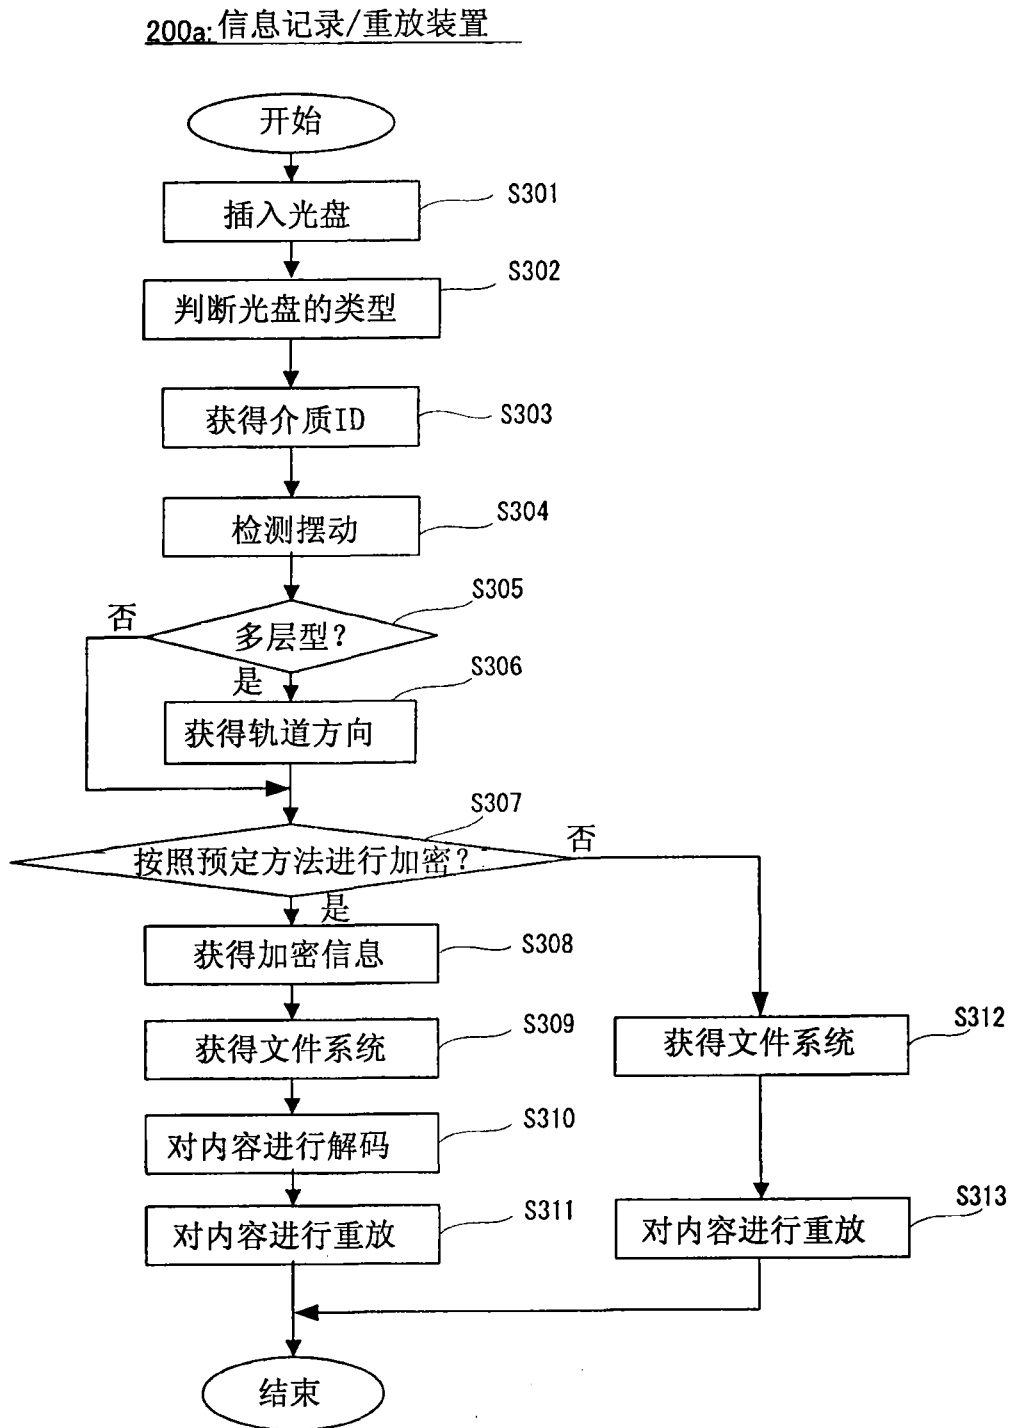 200a:信息记录/重放装置
开始
插入光盘
S301
判断光盘的类型
S302
获得介质ID
S303
检测摆动
S304
多层型？
S305
否
是
获得轨道方向
S306
按照预定方法进行加密？
S307
否
是
获得加密信息
S308
获得文件系统
S309
获得文件系统
S312
对内容进行解码
S310
对内容进行重放
S311
对内容进行重放
S313
结束